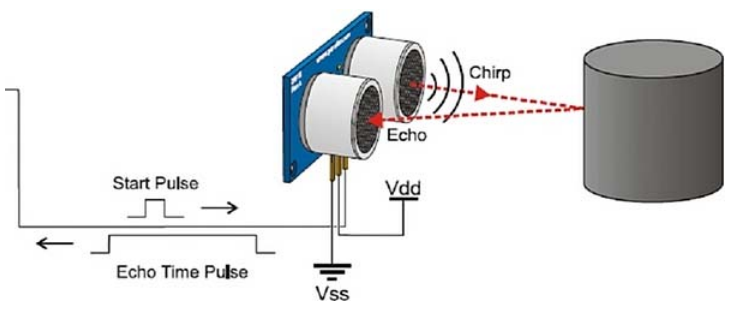 Chirp
Echo
Start Pulse
Vdd
Echo Time Pulse
Vss